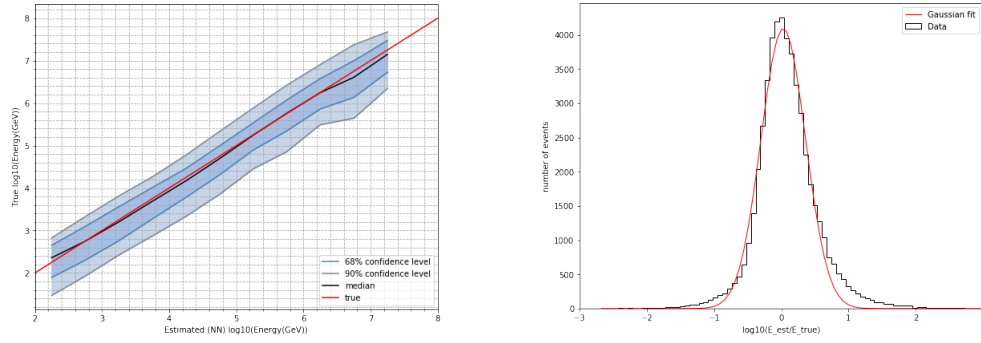 8
7
6
5
4
3
2
True log10(Energy(GeV))
68% confidence level
90% confidence level
median
true
2 3 4 5 6 7 8
Estimated (NN) log10(Energy(GeV))
Gaussian fit
Data
4000
3500
3000
2500
2000
1500
1000
500
0
number of events
−3 −2 −1 0 1 2
log10(E_est/E_true)